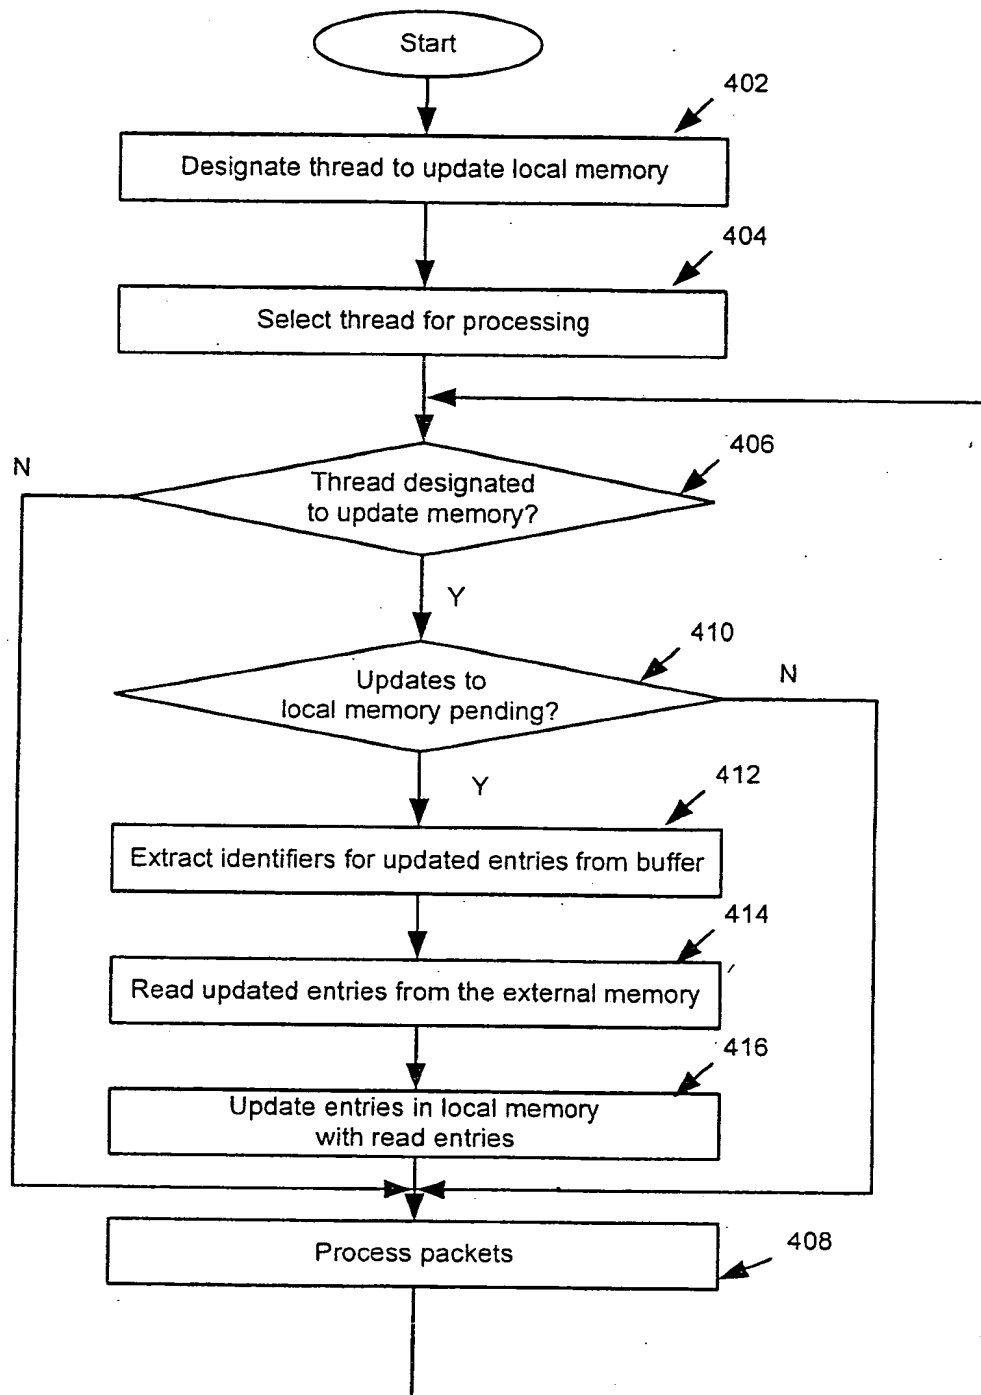 Start
402
Designate thread to update local memory
404
Select thread for processing
406
N
Thread designated
to update memory?
Y
410
Updates to
local memory pending?
N
Y
412
Extract identifiers for updated entries from buffer
414
Read updated entries from the external memory
416
Update entries in local memory
with read entries
408
Process packets